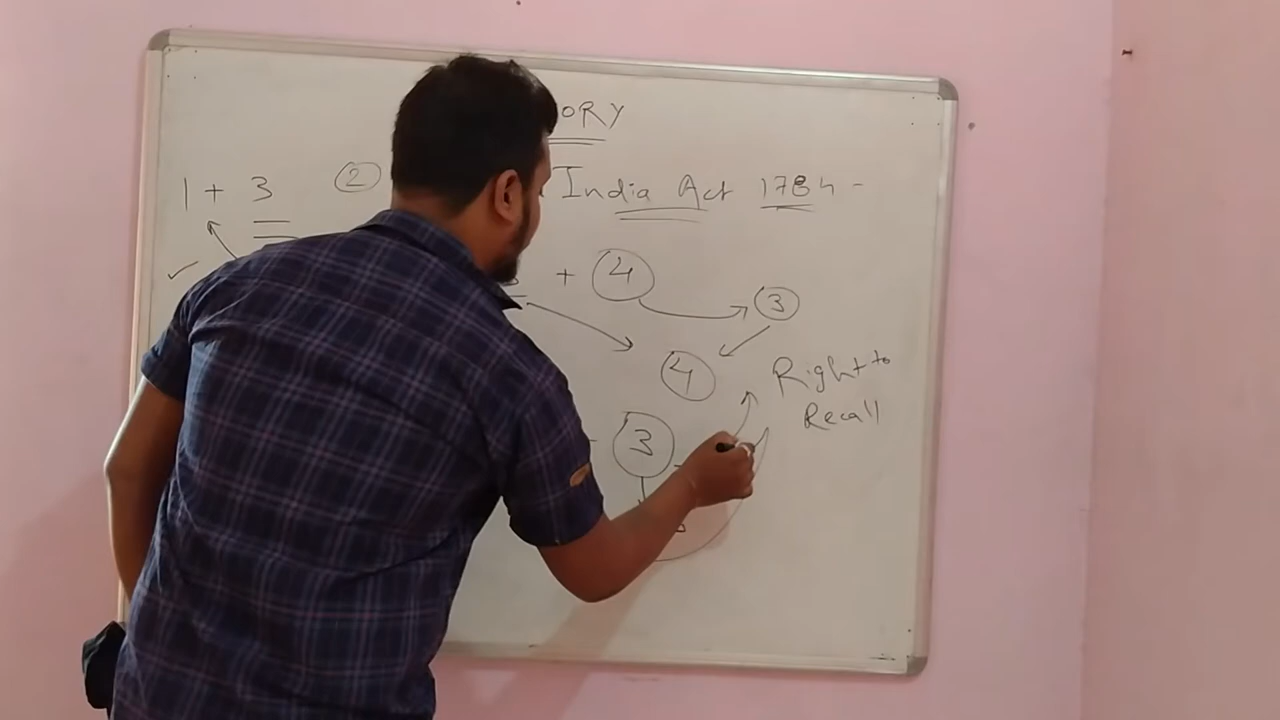 ORY
1 + 3 ② India Act 1784 -
+ ④ ③
④
Right to
Recall
③